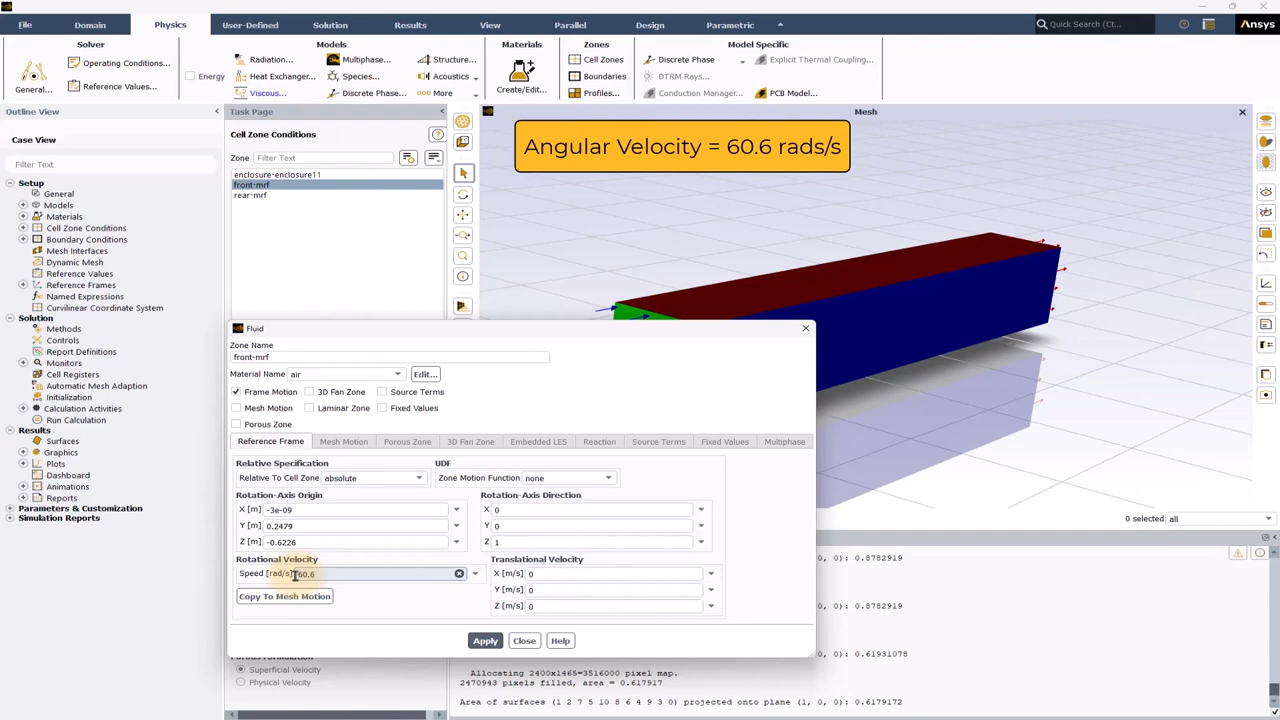 File Domain Physics User-Defined Solution Results View Parallel Design Parametric Quick Search (Ct... Ansys
Solver Models Materials Zones Model Specific
General... Operating Conditions... Reference Values...
Energy
Radiation... Multiphase... Structure...
Heat Exchanger... Species... Acoustics
Viscous... Discrete Phase... More
Create/Edit...
Cell Zones
Boundaries
Profiles...
Discrete Phase Explicit Thermal Coupling...
DTRM Rays...
Conduction Manager... PCB Model...
Outline View
Case View
Filter Text
Setup
General
Models
Materials
Cell Zone Conditions
Boundary Conditions
Mesh Interfaces
Dynamic Mesh
Reference Values
Reference Frames
Named Expressions
Curvilinear Coordinate System
Solution
Methods
Controls
Report Definitions
Monitors
Cell Registers
Automatic Mesh Adaption
Initialization
Calculation Activities
Run Calculation
Results
Surfaces
Graphics
Plots
Dashboard
Animations
Reports
Parameters & Customization
Simulation Reports
Task Page
Cell Zone Conditions
Zone Filter Text
enclosure-enclosure11
front-mrf
rear-mrf
Superficial Velocity
Physical Velocity
Mesh
Angular Velocity = 60.6 rads/s
Fluid
Zone Name
front-mrf
Material Name air Edit...
Frame Motion 3D Fan Zone Source Terms
Mesh Motion Laminar Zone Fixed Values
Porous Zone
Reference Frame Mesh Motion Porous Zone 3D Fan Zone Embedded LES Reaction Source Terms Fixed Values Multiphase
Relative Specification UDF
Relative To Cell Zone absolute Zone Motion Function none
Rotation-Axis Origin Rotation-Axis Direction
X [m] -3e-09 X 0
Y [m] 0.2479 Y 0
Z [m] -0.6226 Z 1
Rotational Velocity Translational Velocity
Speed [rad/s] 60.6 X [m/s] 0
Copy To Mesh Motion Y [m/s] 0
Z [m/s] 0
Apply Close Help
0 selected all
, 0): 0.8782919
, 0): 0.8782919
, 0): 0.61931078
Allocating 2400x1465=3516000 pixel map.
2470943 pixels filled, area = 0.617917
Area of surfaces (1 2 7 5 10 8 6 4 9 3 0) projected onto plane (1, 0, 0): 0.6179172